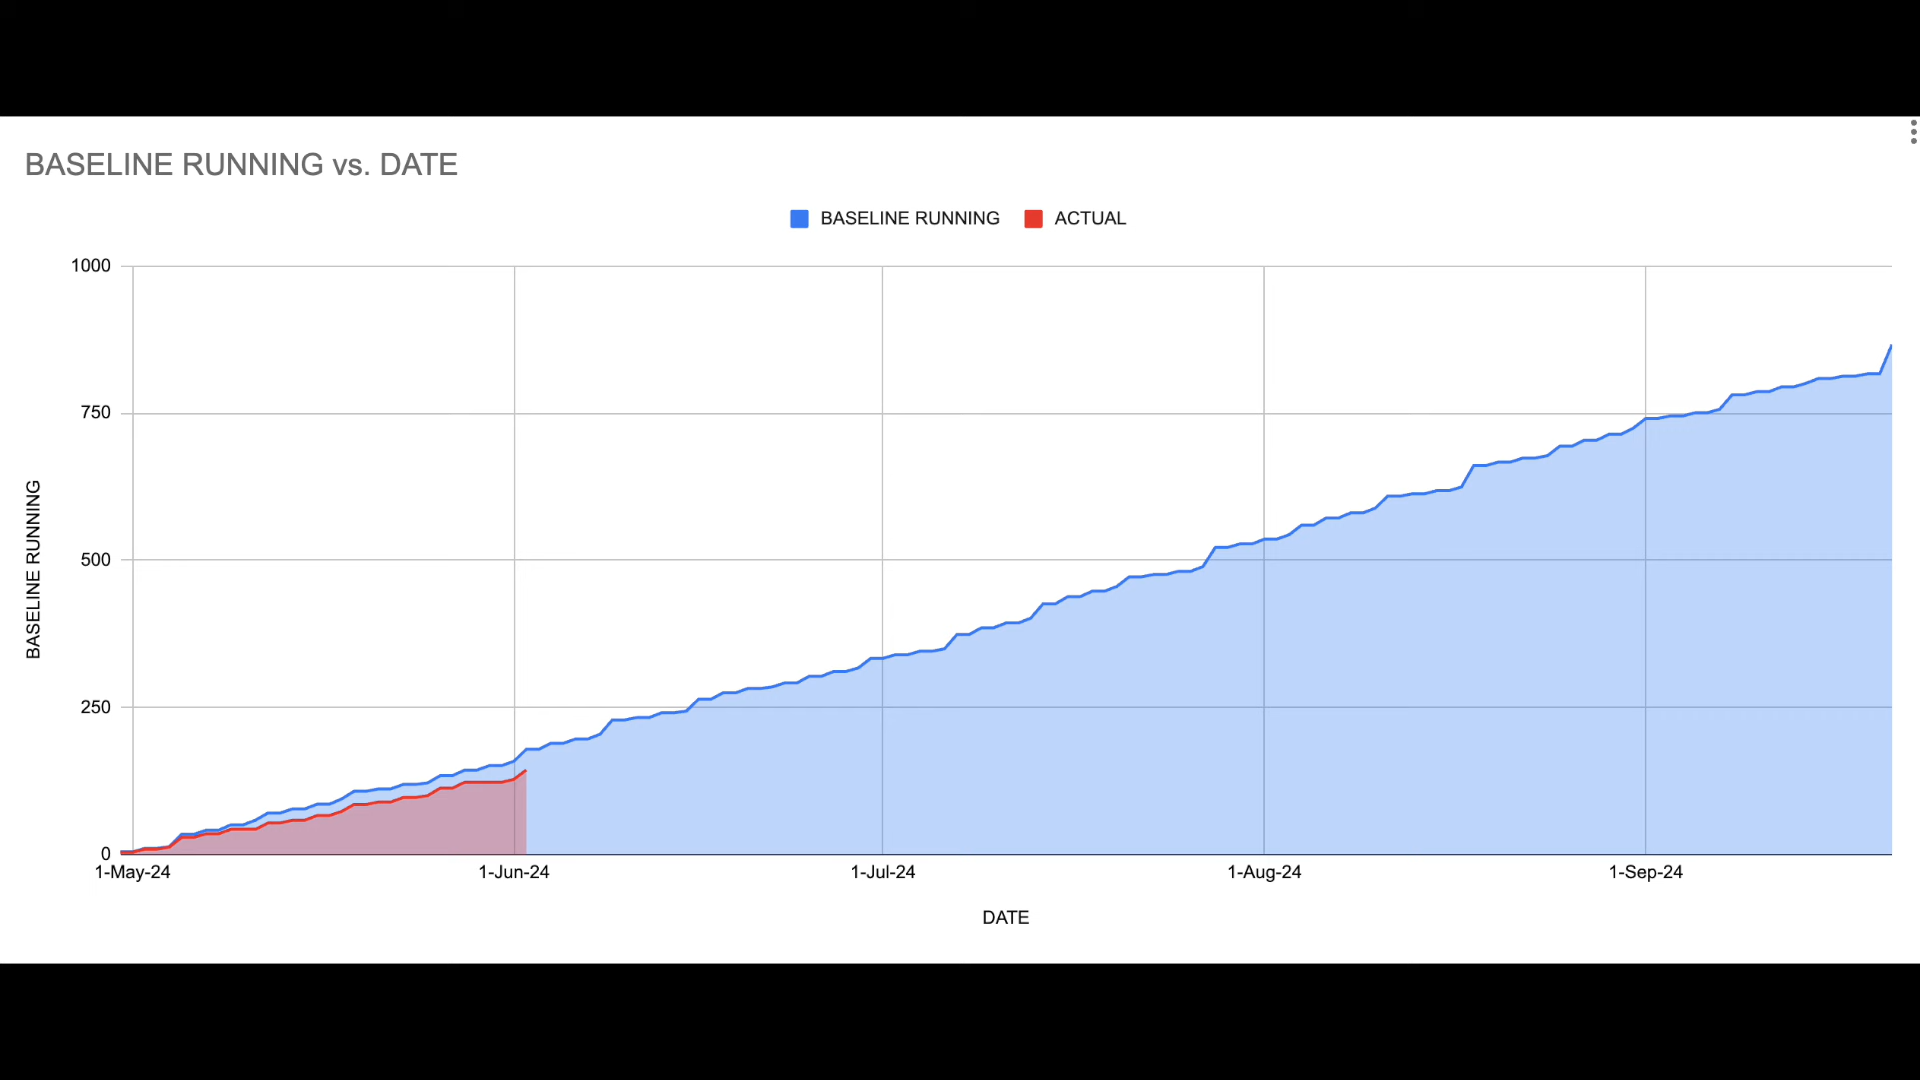 BASELINE RUNNING vs. DATE
BASELINE RUNNING
ACTUAL
1000
750
500
250
0
BASELINE RUNNING
1-May-24
1-Jun-24
1-Jul-24
1-Aug-24
1-Sep-24
DATE